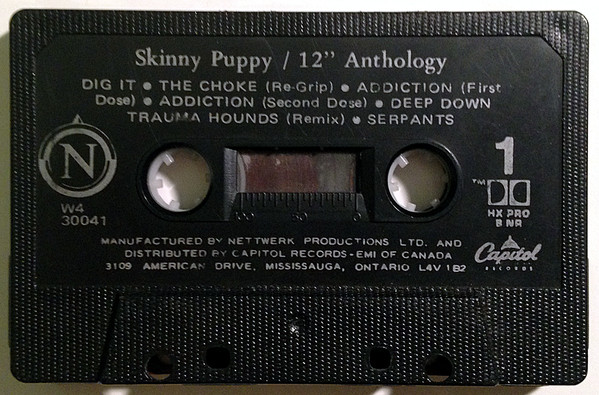 Skinny Puppy / 12" Anthology
DIG IT ● THE CHOKE (Re-Grip) ● ADDICTION (First
Dose) ● ADDICTION (Second Dose) ● DEEP DOWN
TRAUMA HOUNDS (Remix) ● SERPANTS
N
1
W4
30041
TM
HX PRO
B NR
MANUFACTURED BY NETTWERK PRODUCTIONS LTD. AND
DISTRIBUTED BY CAPITOL RECORDS-EMI OF CANADA
3109 AMERICAN DRIVE, MISSISSAUGA, ONTARIO L4V 1B2
Capitol
RECORDS